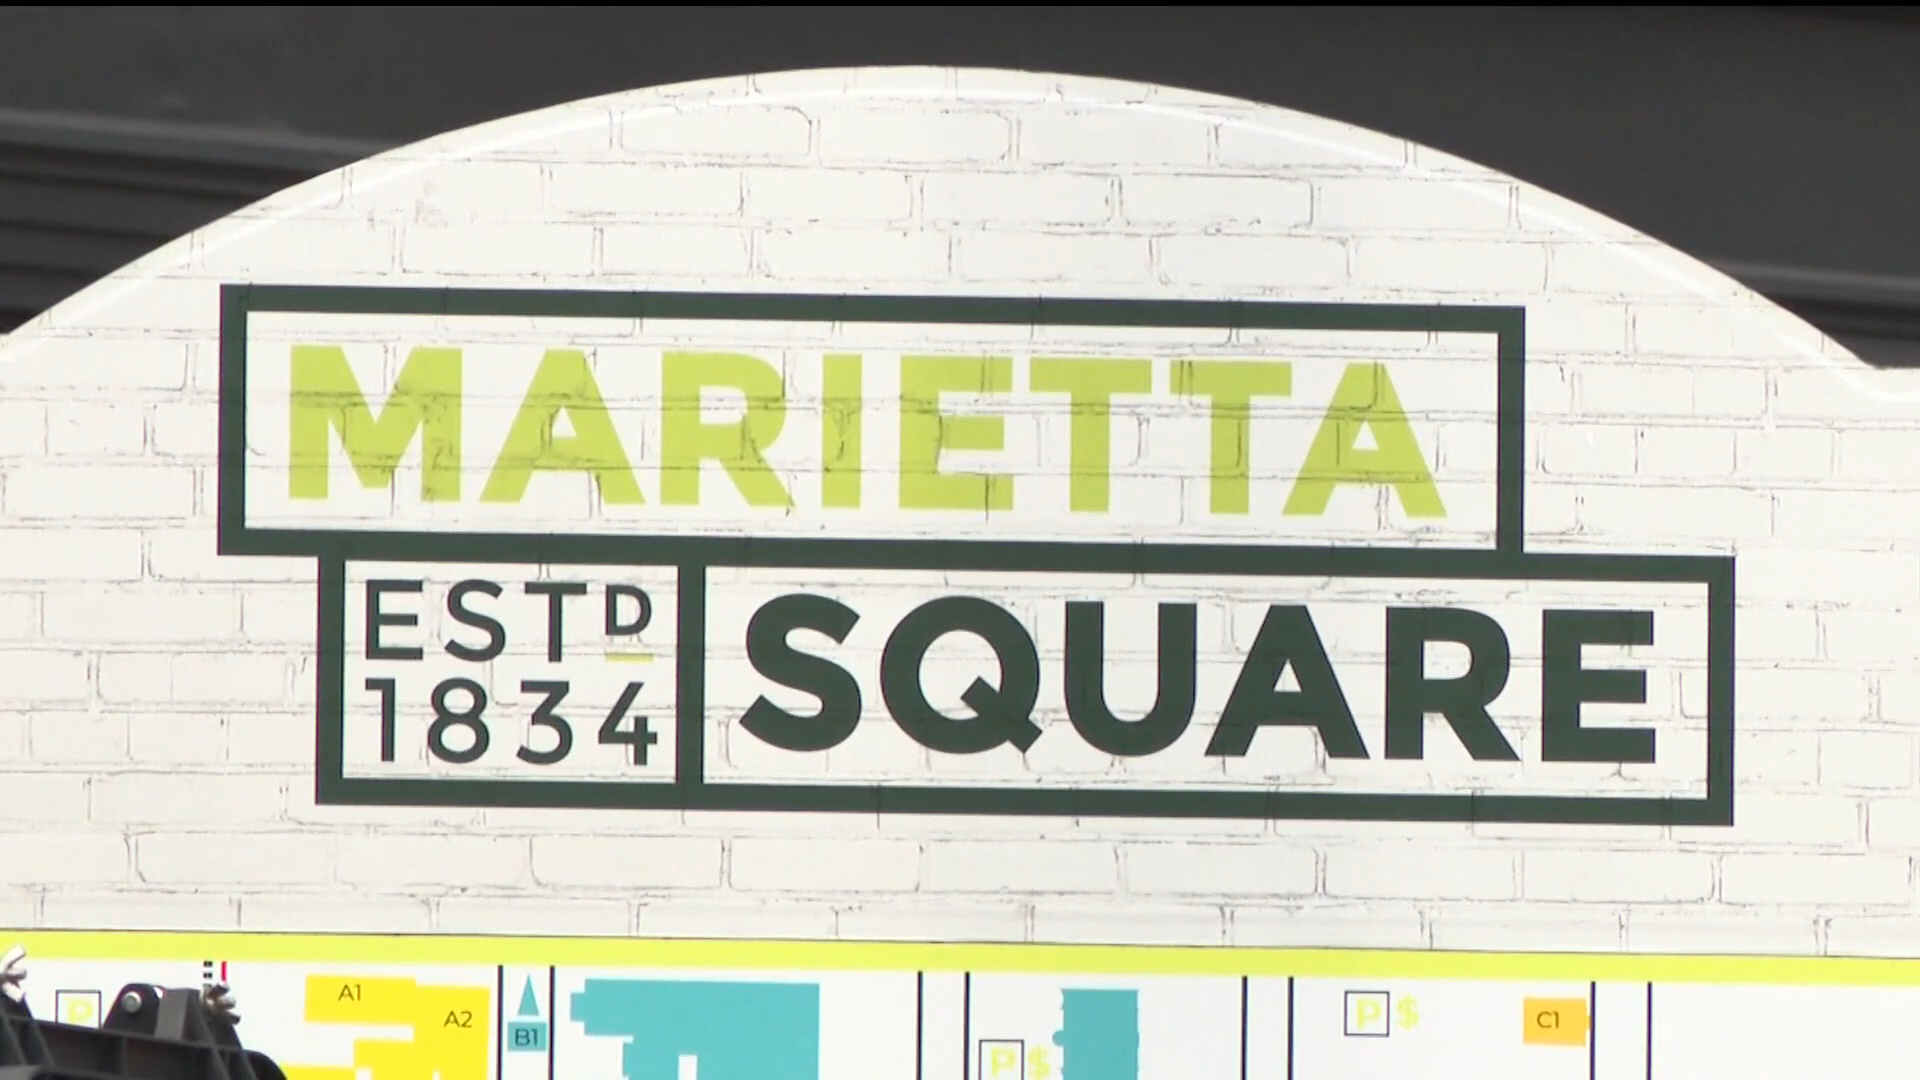 MARIETTA
ESTD
1834
SQUARE
A1
A2
B1
P
P $
P $
C1